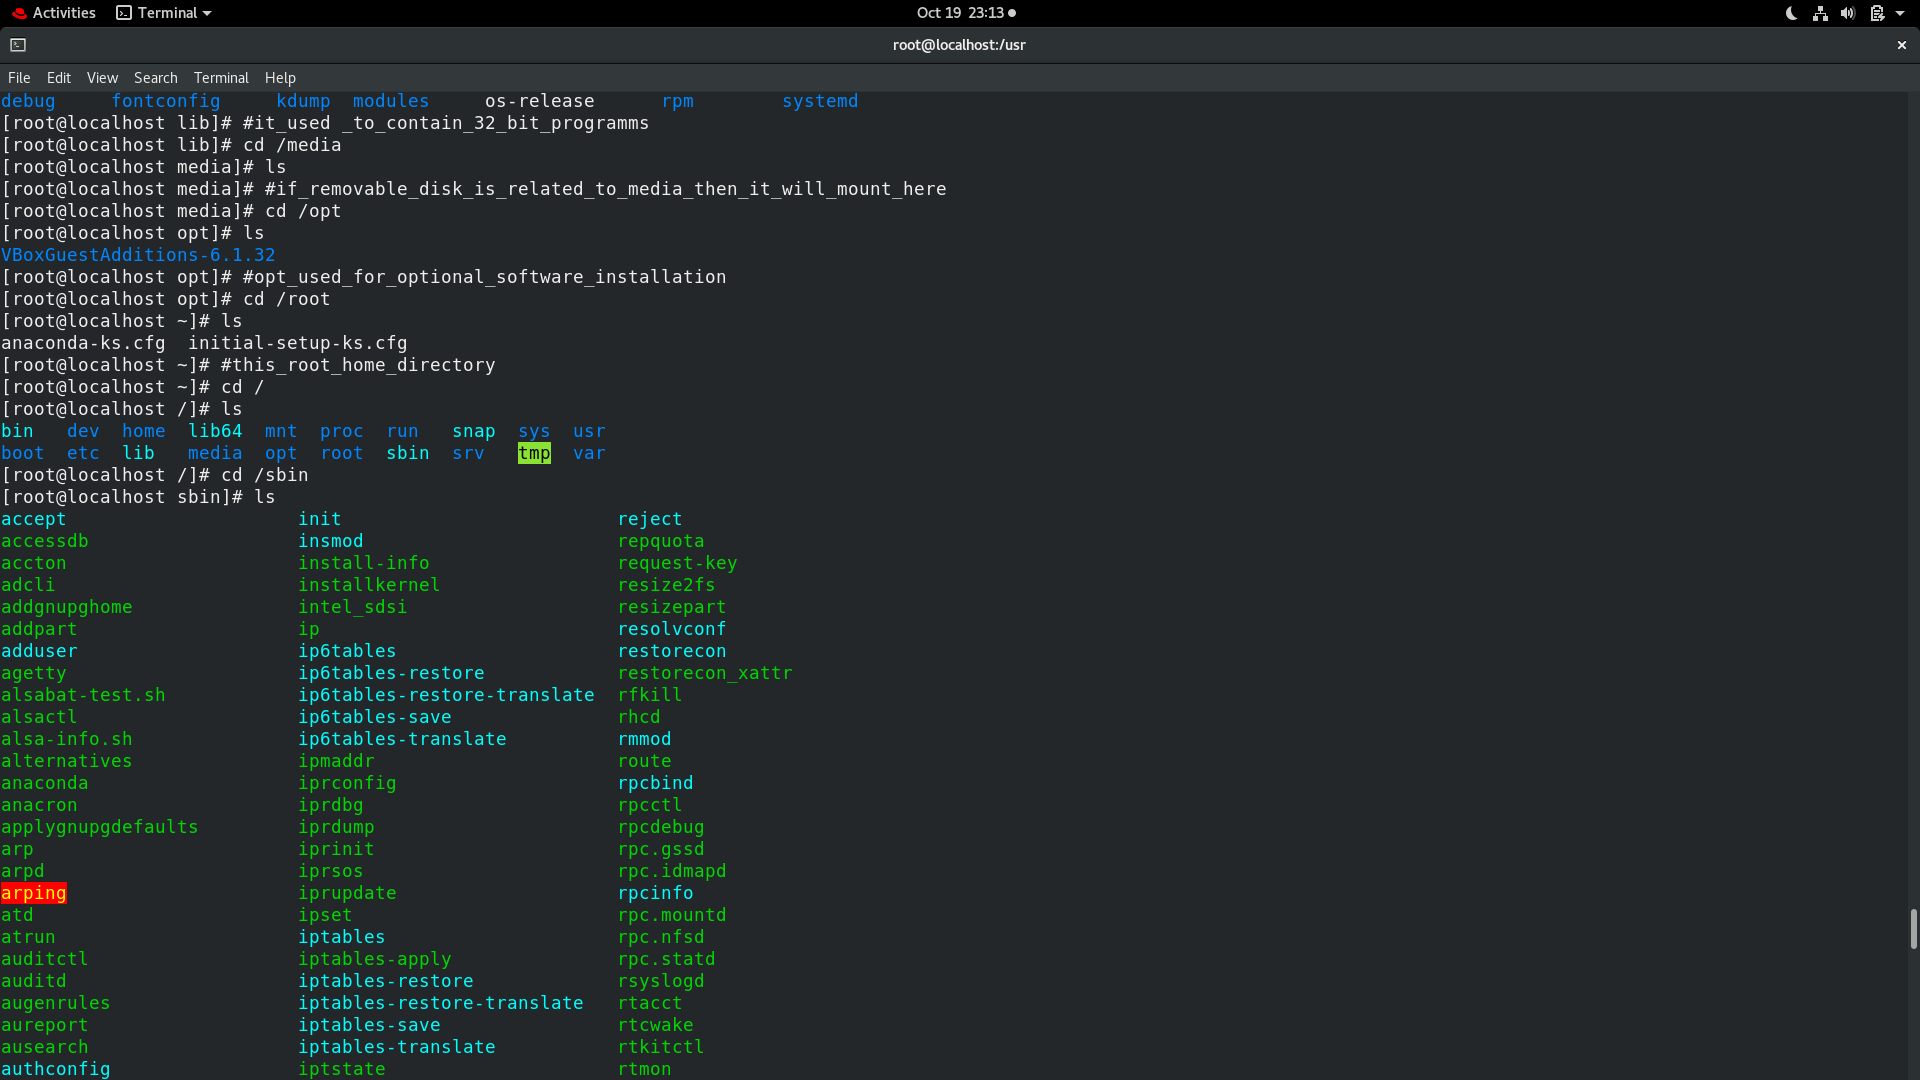 Activities Terminal Oct 19 23:13
root@localhost:/usr
File Edit View Search Terminal Help
debug fontconfig kdump modules os-release rpm systemd
[root@localhost lib]# #it_used _to_contain_32_bit_programms
[root@localhost lib]# cd /media
[root@localhost media]# ls
[root@localhost media]# #if_removable_disk_is_related_to_media_then_it_will_mount_here
[root@localhost media]# cd /opt
[root@localhost opt]# ls
VBoxGuestAdditions-6.1.32
[root@localhost opt]# #opt_used_for_optional_software_installation
[root@localhost opt]# cd /root
[root@localhost ~]# ls
anaconda-ks.cfg initial-setup-ks.cfg
[root@localhost ~]# #this_root_home_directory
[root@localhost ~]# cd /
[root@localhost /]# ls
bin dev home lib64 mnt proc run snap sys usr
boot etc lib media opt root sbin srv tmp var
[root@localhost /]# cd /sbin
[root@localhost sbin]# ls
accept init reject
accessdb insmod repquota
accton install-info request-key
adcli installkernel resize2fs
addgnupghome intel_sdsi resizepart
addpart ip resolvconf
adduser ip6tables restorecon
agetty ip6tables-restore restorecon_xattr
alsabat-test.sh ip6tables-restore-translate rfkill
alsactl ip6tables-save rhcd
alsa-info.sh ip6tables-translate rmmod
alternatives ipmaddr route
anaconda iprconfig rpcbind
anacron iprdbg rpcctl
applygnupgdefaults iprdump rpcdebug
arp iprinit rpc.gssd
arpd iprsos rpc.idmapd
arping iprupdate rpcinfo
atd ipset rpc.mountd
atrun iptables rpc.nfsd
auditctl iptables-apply rpc.statd
auditd iptables-restore rsyslogd
augenrules iptables-restore-translate rtacct
aureport iptables-save rtcwake
ausearch iptables-translate rtkitctl
authconfig iptstate rtmon